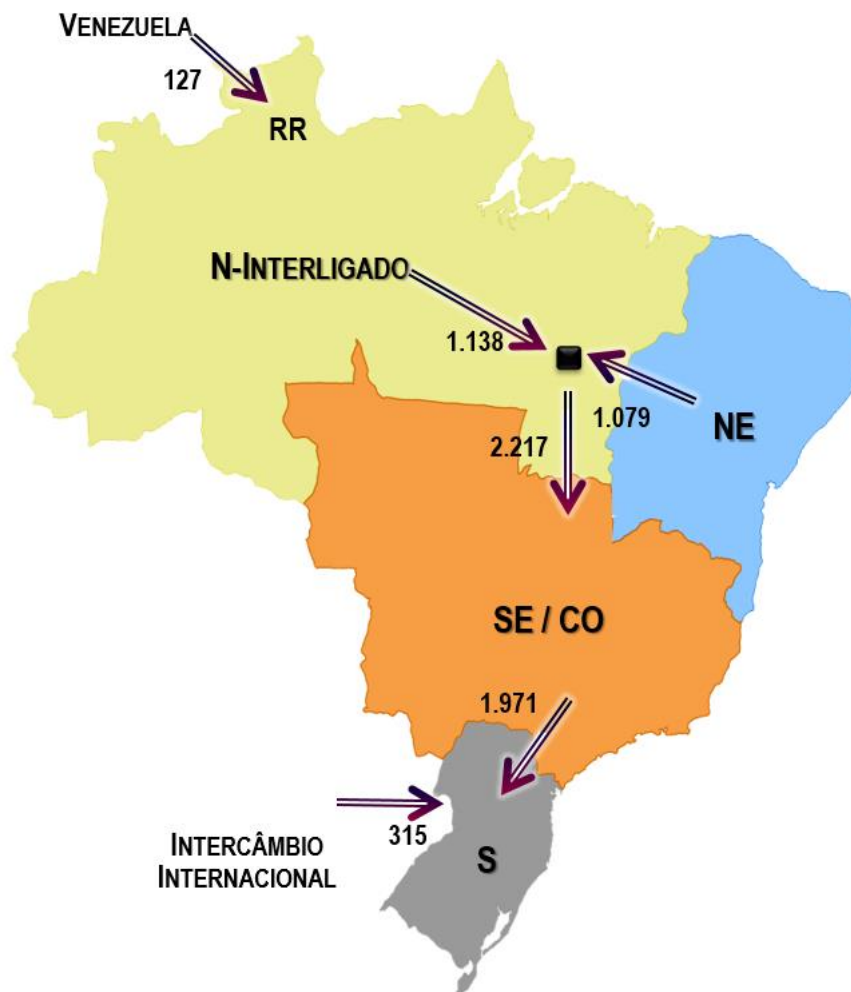 VENEZUELA
127
RR
N-INTERLIGADO
1.138
1.079
NE
2.217
SE / CO
1.971
315
INTERCÂMBIO
INTERNACIONAL
S